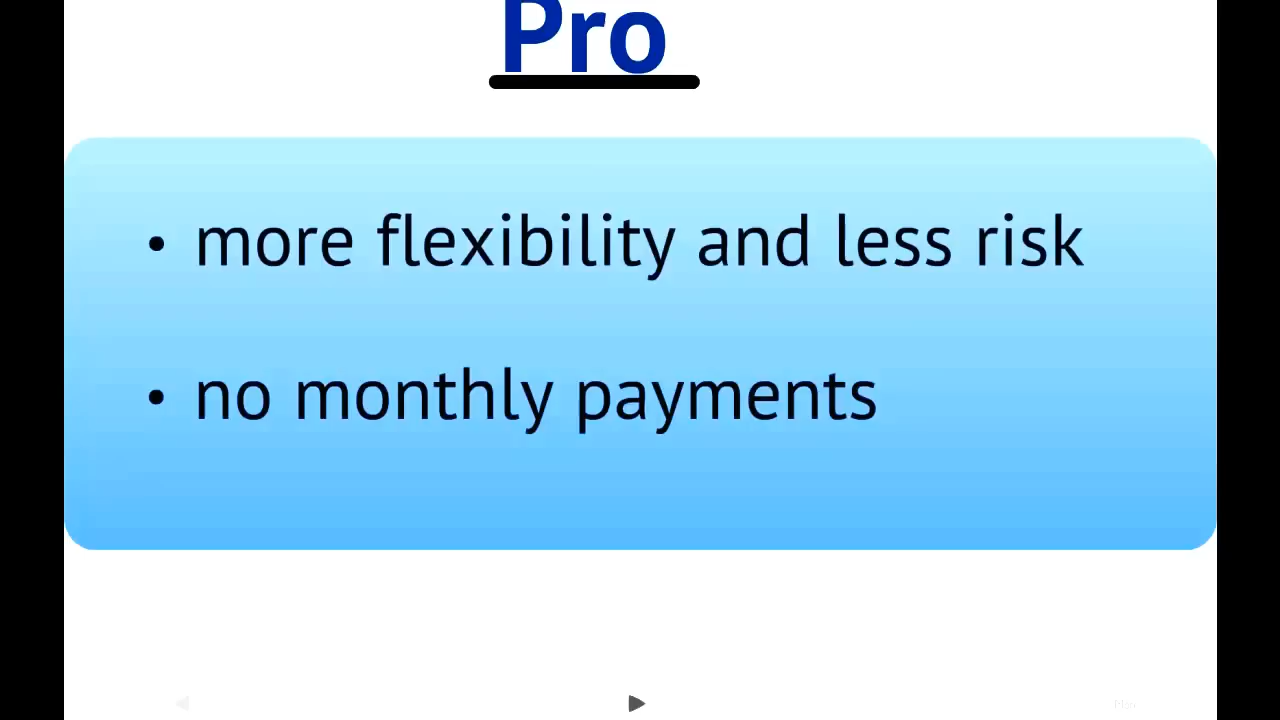 Pro
• more flexibility and less risk
• no monthly payments